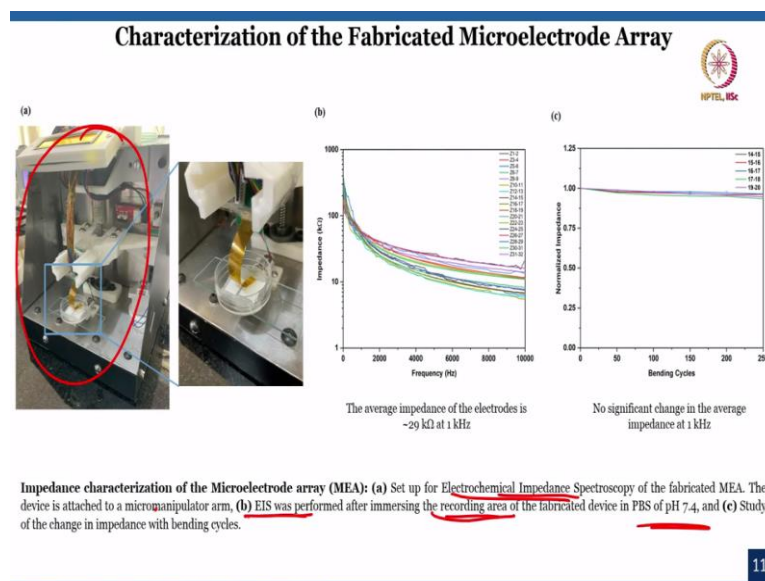 Characterization of the Fabricated Microelectrode Array
NPTEL, IISc
(a)
(b)
(c)
1000
100
10
1
Impedance (kΩ)
0
2000
4000
6000
8000
10000
Frequency (Hz)
1.25
1.00
0.75
0.50
0.25
0.00
Normalized Impedance
14-15
15-16
16-17
17-18
19-20
0
50
100
150
200
250
Bending Cycles
The average impedance of the electrodes is
~29 kΩ at 1 kHz
No significant change in the average
impedance at 1 kHz
Impedance characterization of the Microelectrode array (MEA): (a) Set up for Electrochemical Impedance Spectroscopy of the fabricated MEA. The
device is attached to a micromanipulator arm, (b) EIS was performed after immersing the recording area of the fabricated device in PBS of pH 7.4, and (c) Study
of the change in impedance with bending cycles.
11